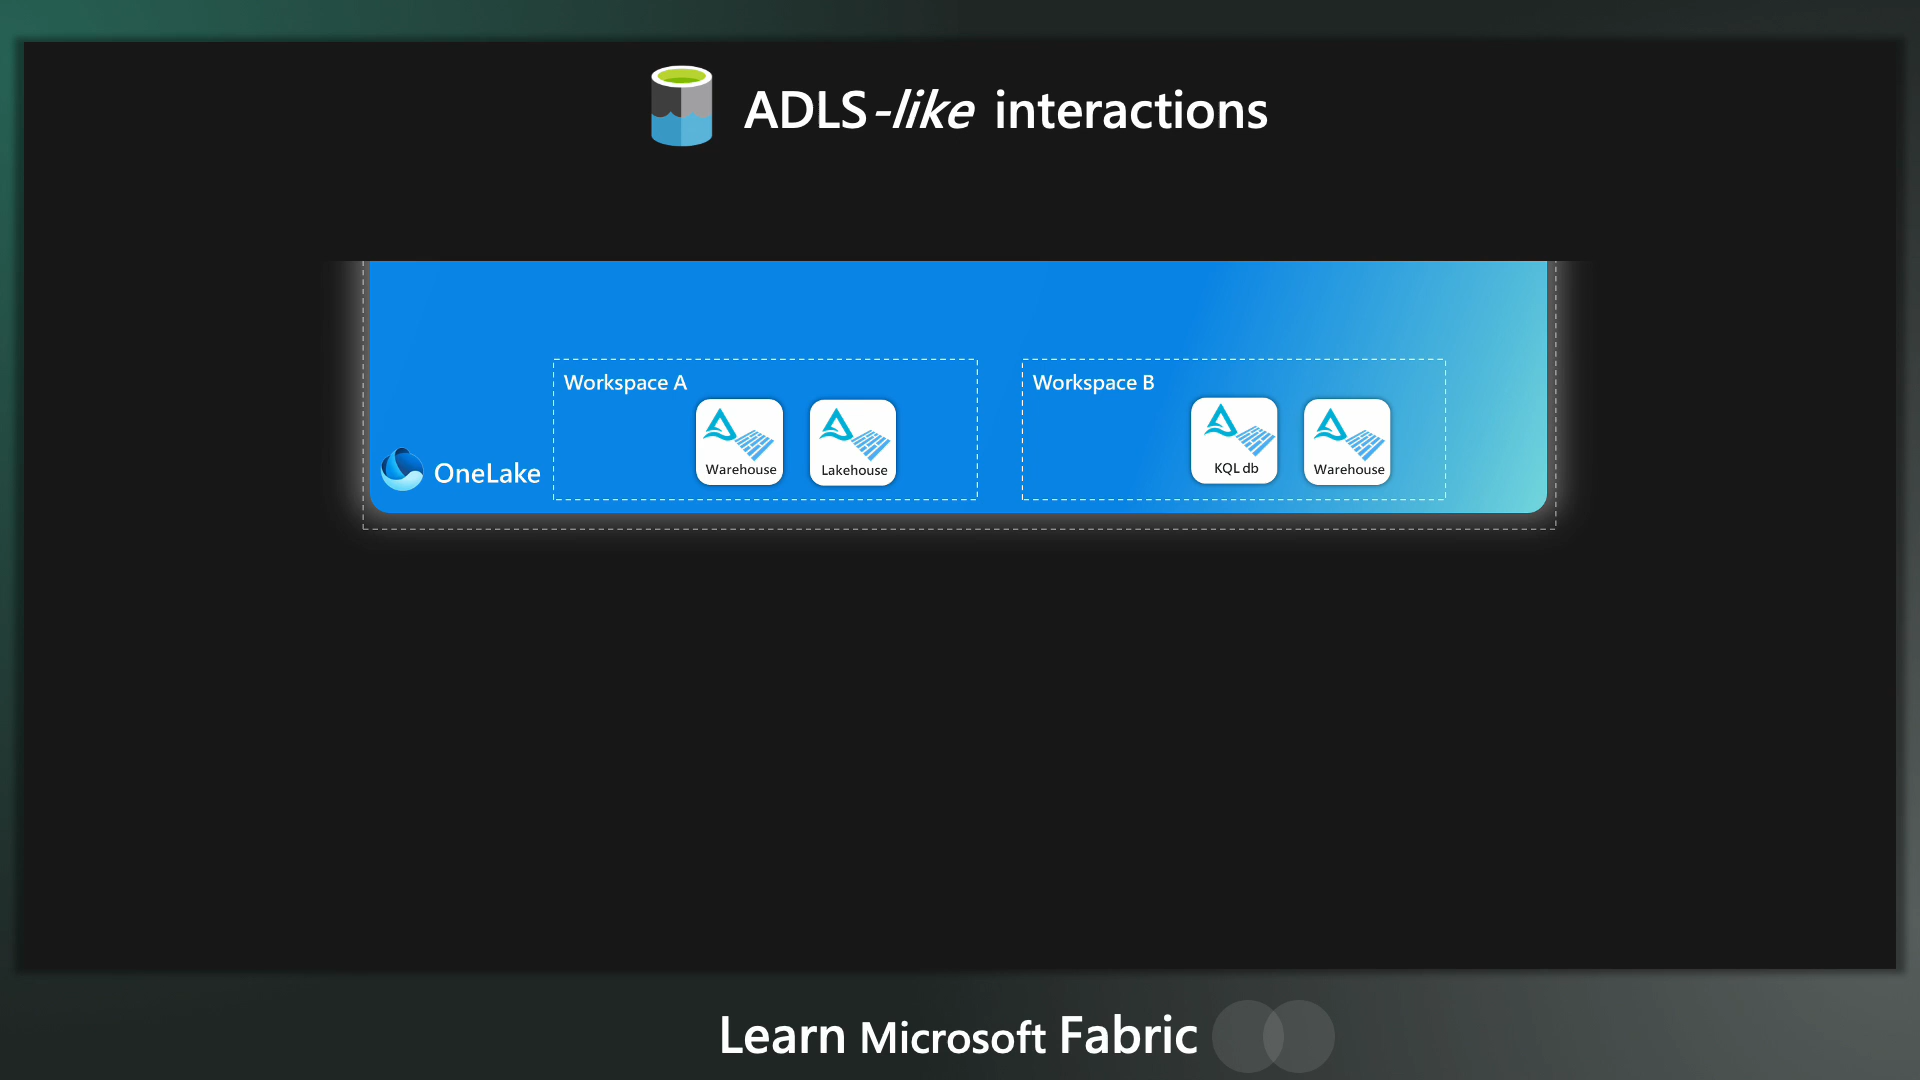 ADLS-like interactions
Workspace A
Warehouse
Lakehouse
Workspace B
KQL db
Warehouse
OneLake
Learn Microsoft Fabric